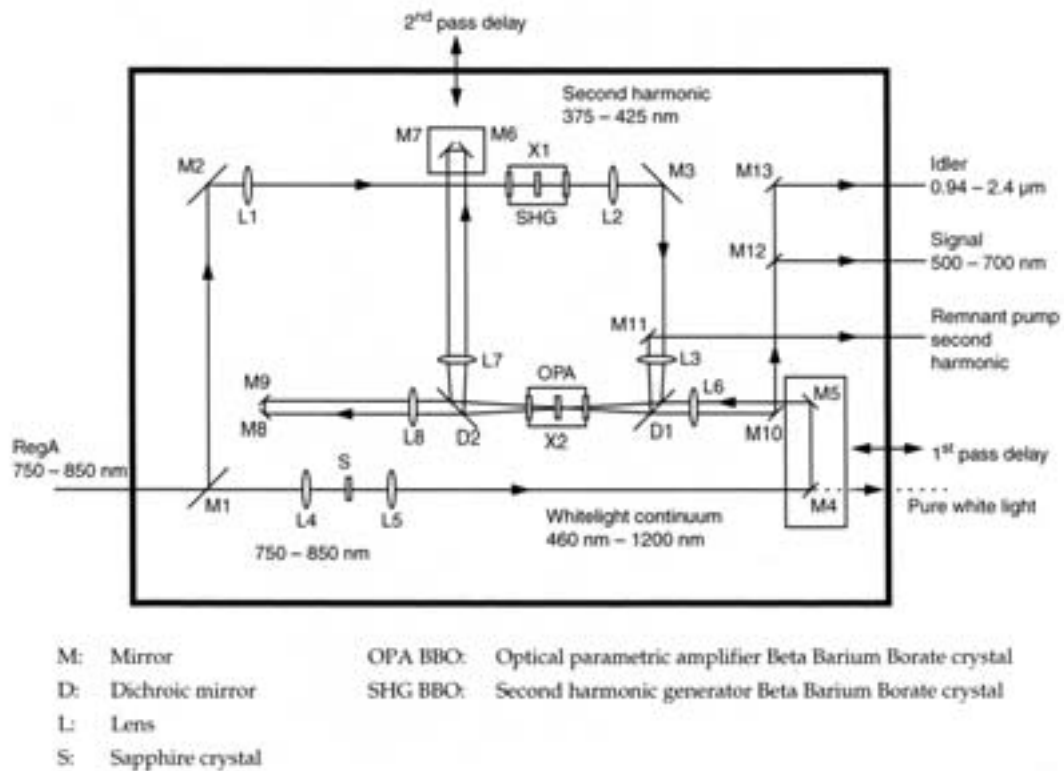 2nd pass delay
Second harmonic
375 – 425 nm
M7 M6
X1
M2
M3
M13
Idler
0.94 – 2.4 µm
L1
SHG
L2
M12
Signal
500 – 700 nm
M11
Remnant pump
second
harmonic
L7
L3
OPA
L6
M9
M5
M8
L8
D2
X2
D1
M10
1st pass delay
RegA
750 – 850 nm
S
M1
L4
L5
M4
Pure white light
Whitelight continuum
460 nm – 1200 nm
750 – 850 nm
M: Mirror OPA BBO: Optical parametric amplifier Beta Barium Borate crystal
D: Dichroic mirror SHG BBO: Second harmonic generator Beta Barium Borate crystal
L: Lens
S: Sapphire crystal